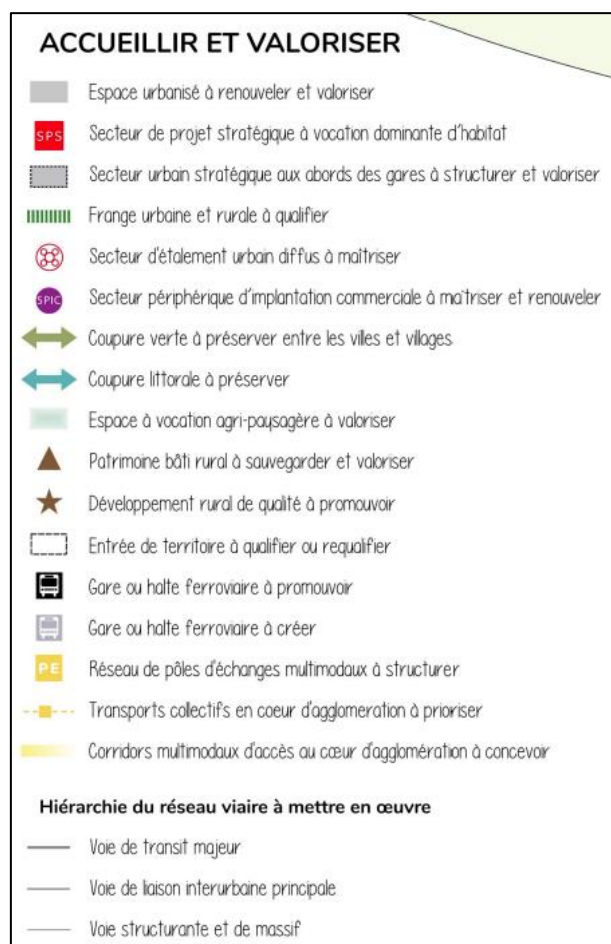 ACCUEILLIR ET VALORISER
Espace urbanisé à renouveler et valoriser
SPS Secteur de projet stratégique à vocation dominante d'habitat
Secteur urbain stratégique aux abords des gares à structurer et valoriser
Frange urbaine et rurale à qualifier
Secteur d'étalement urbain diffus à maîtriser
SPIC Secteur périphérique d'implantation commerciale à maîtriser et renouveler
Coupure verte à préserver entre les villes et villages
Coupure littorale à préserver
Espace à vocation agri-paysagère à valoriser
Patrimoine bâti rural à sauvegarder et valoriser
Développement rural de qualité à promouvoir
Entrée de territoire à qualifier ou requalifier
Gare ou halte ferroviaire à promouvoir
Gare ou halte ferroviaire à créer
PE Réseau de pôles d'échanges multimodaux à structurer
Transports collectifs en coeur d'agglomeration à prioriser
Corridors multimodaux d'accès au cœur d'agglomération à concevoir
Hiérarchie du réseau viaire à mettre en œuvre
Voie de transit majeur
Voie de liaison interurbaine principale
Voie structurante et de massif